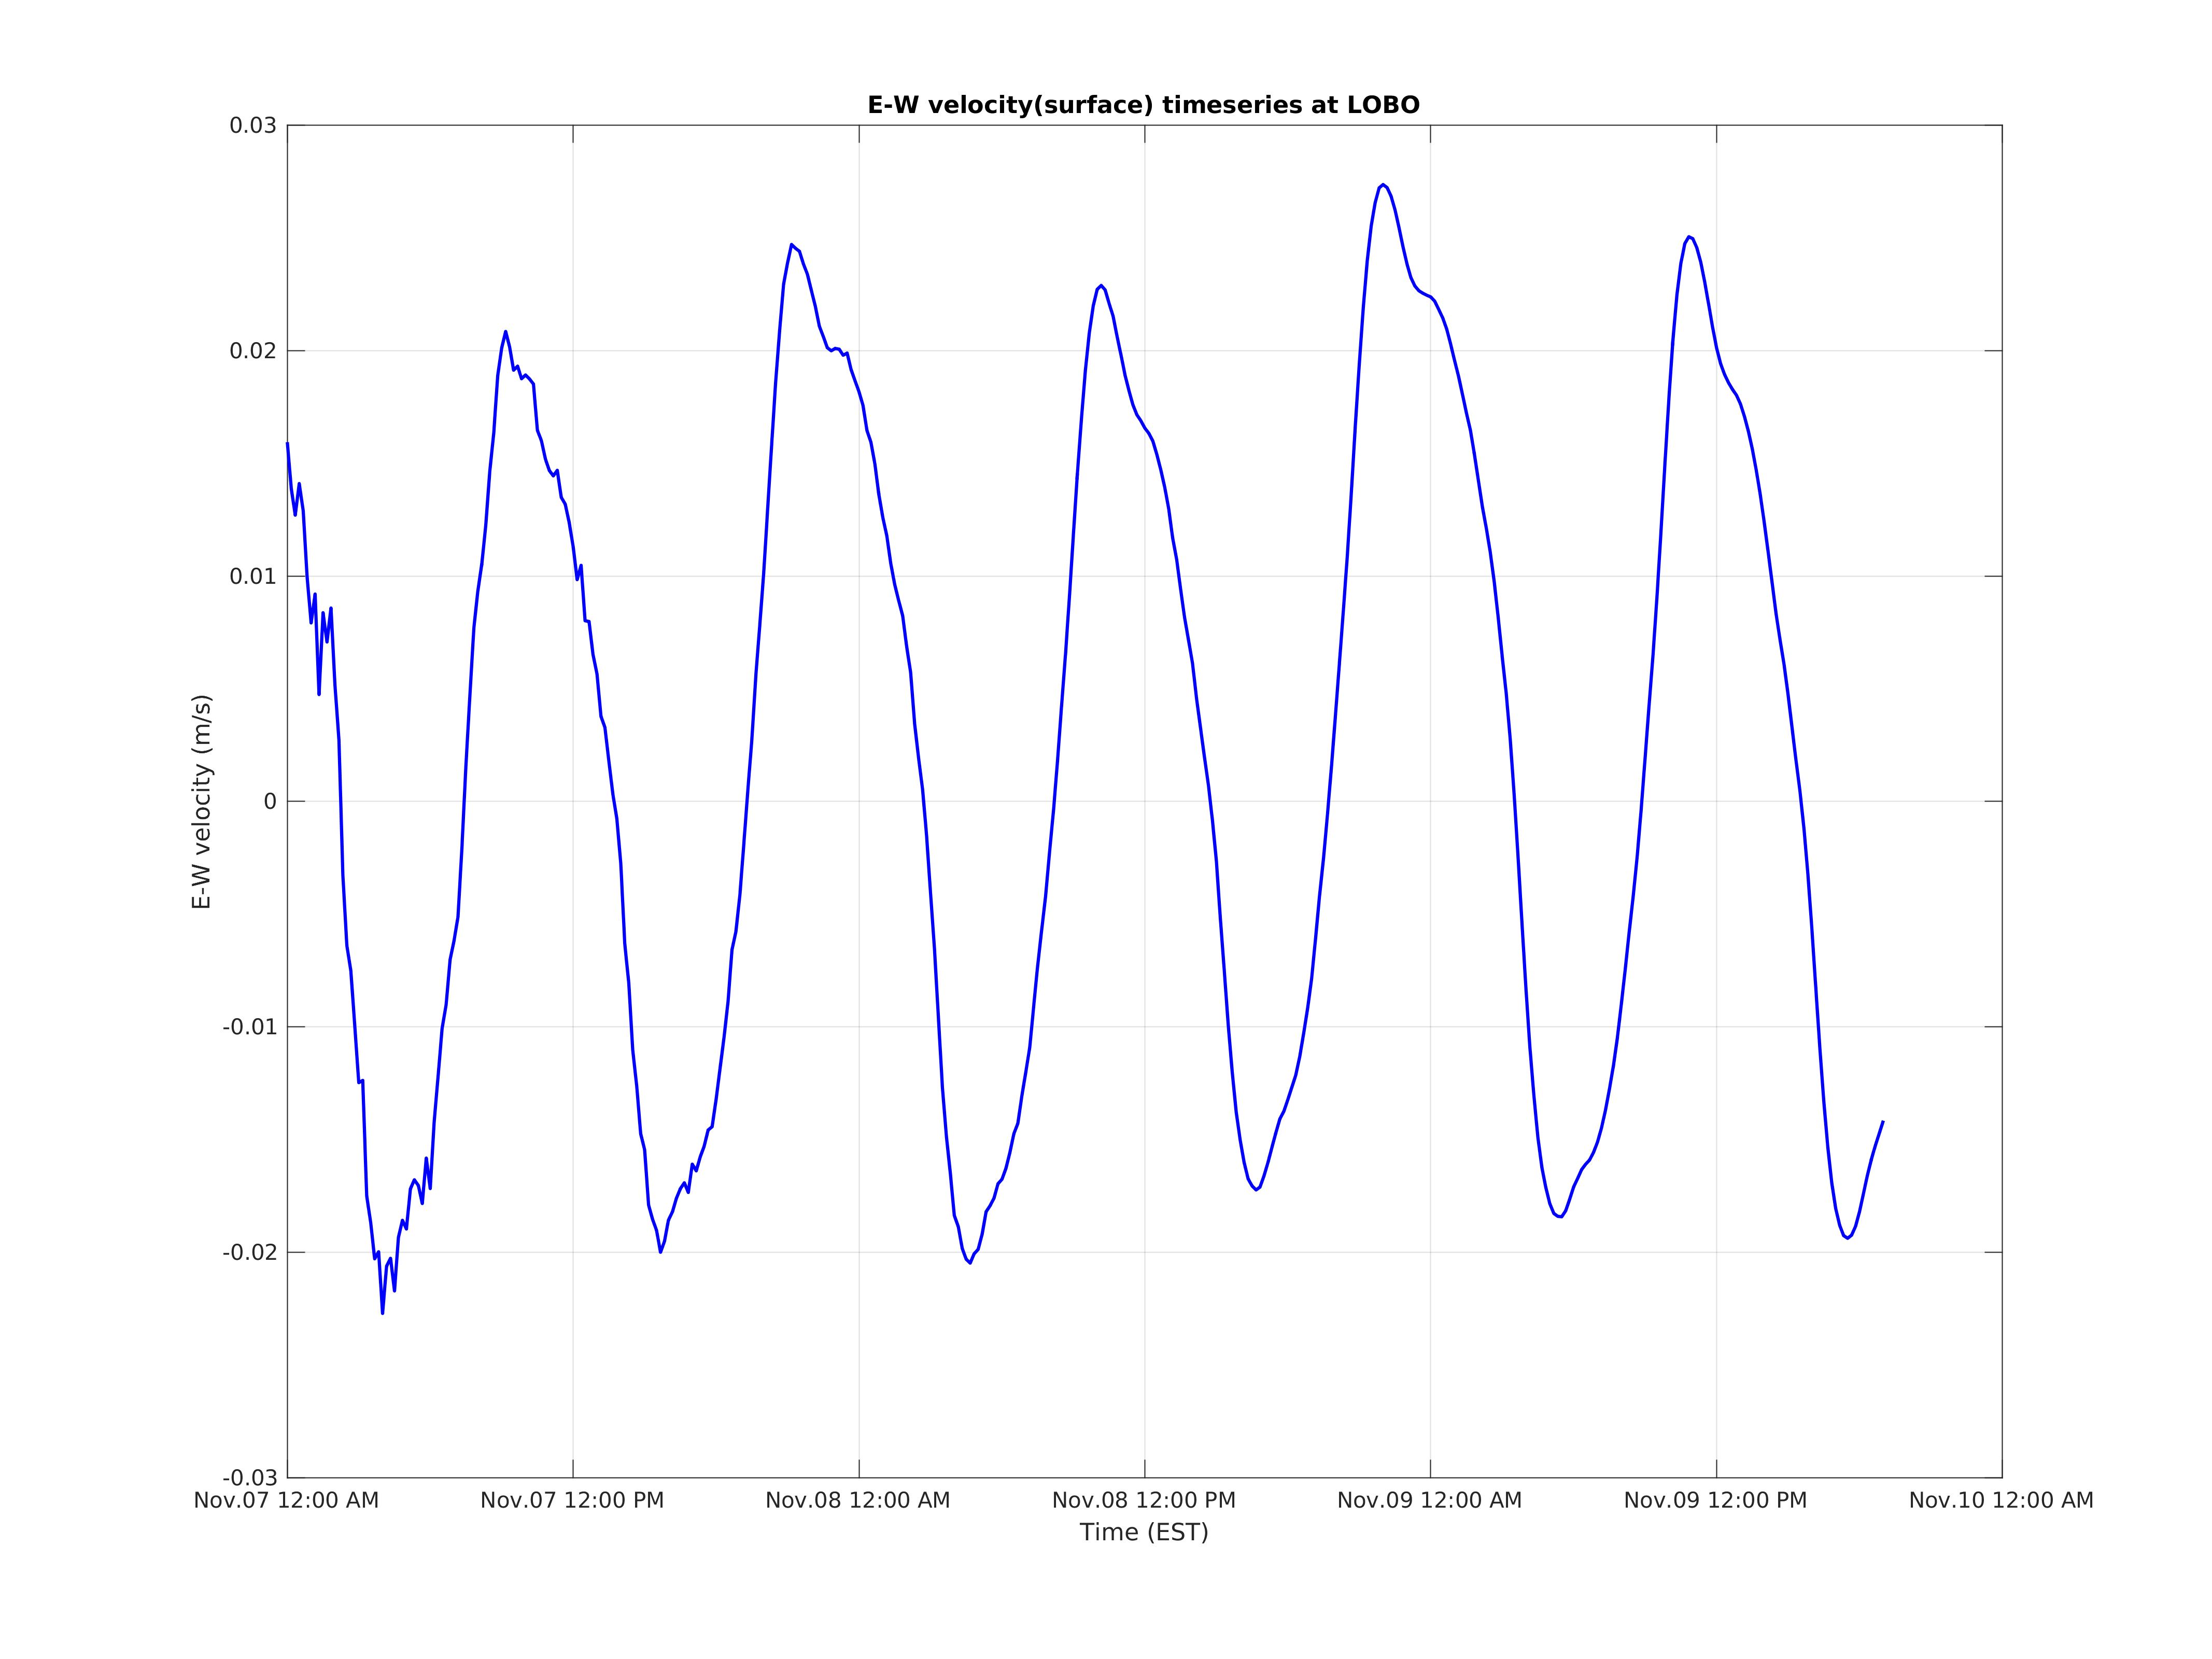 E-W velocity(surface) timeseries at LOBO
0.03
0.02
0.01
0
-0.01
-0.02
-0.03
E-W velocity (m/s)
Nov.07 12:00 AM Nov.07 12:00 PM Nov.08 12:00 AM Nov.08 12:00 PM Nov.09 12:00 AM Nov.09 12:00 PM Nov.10 12:00 AM
Time (EST)